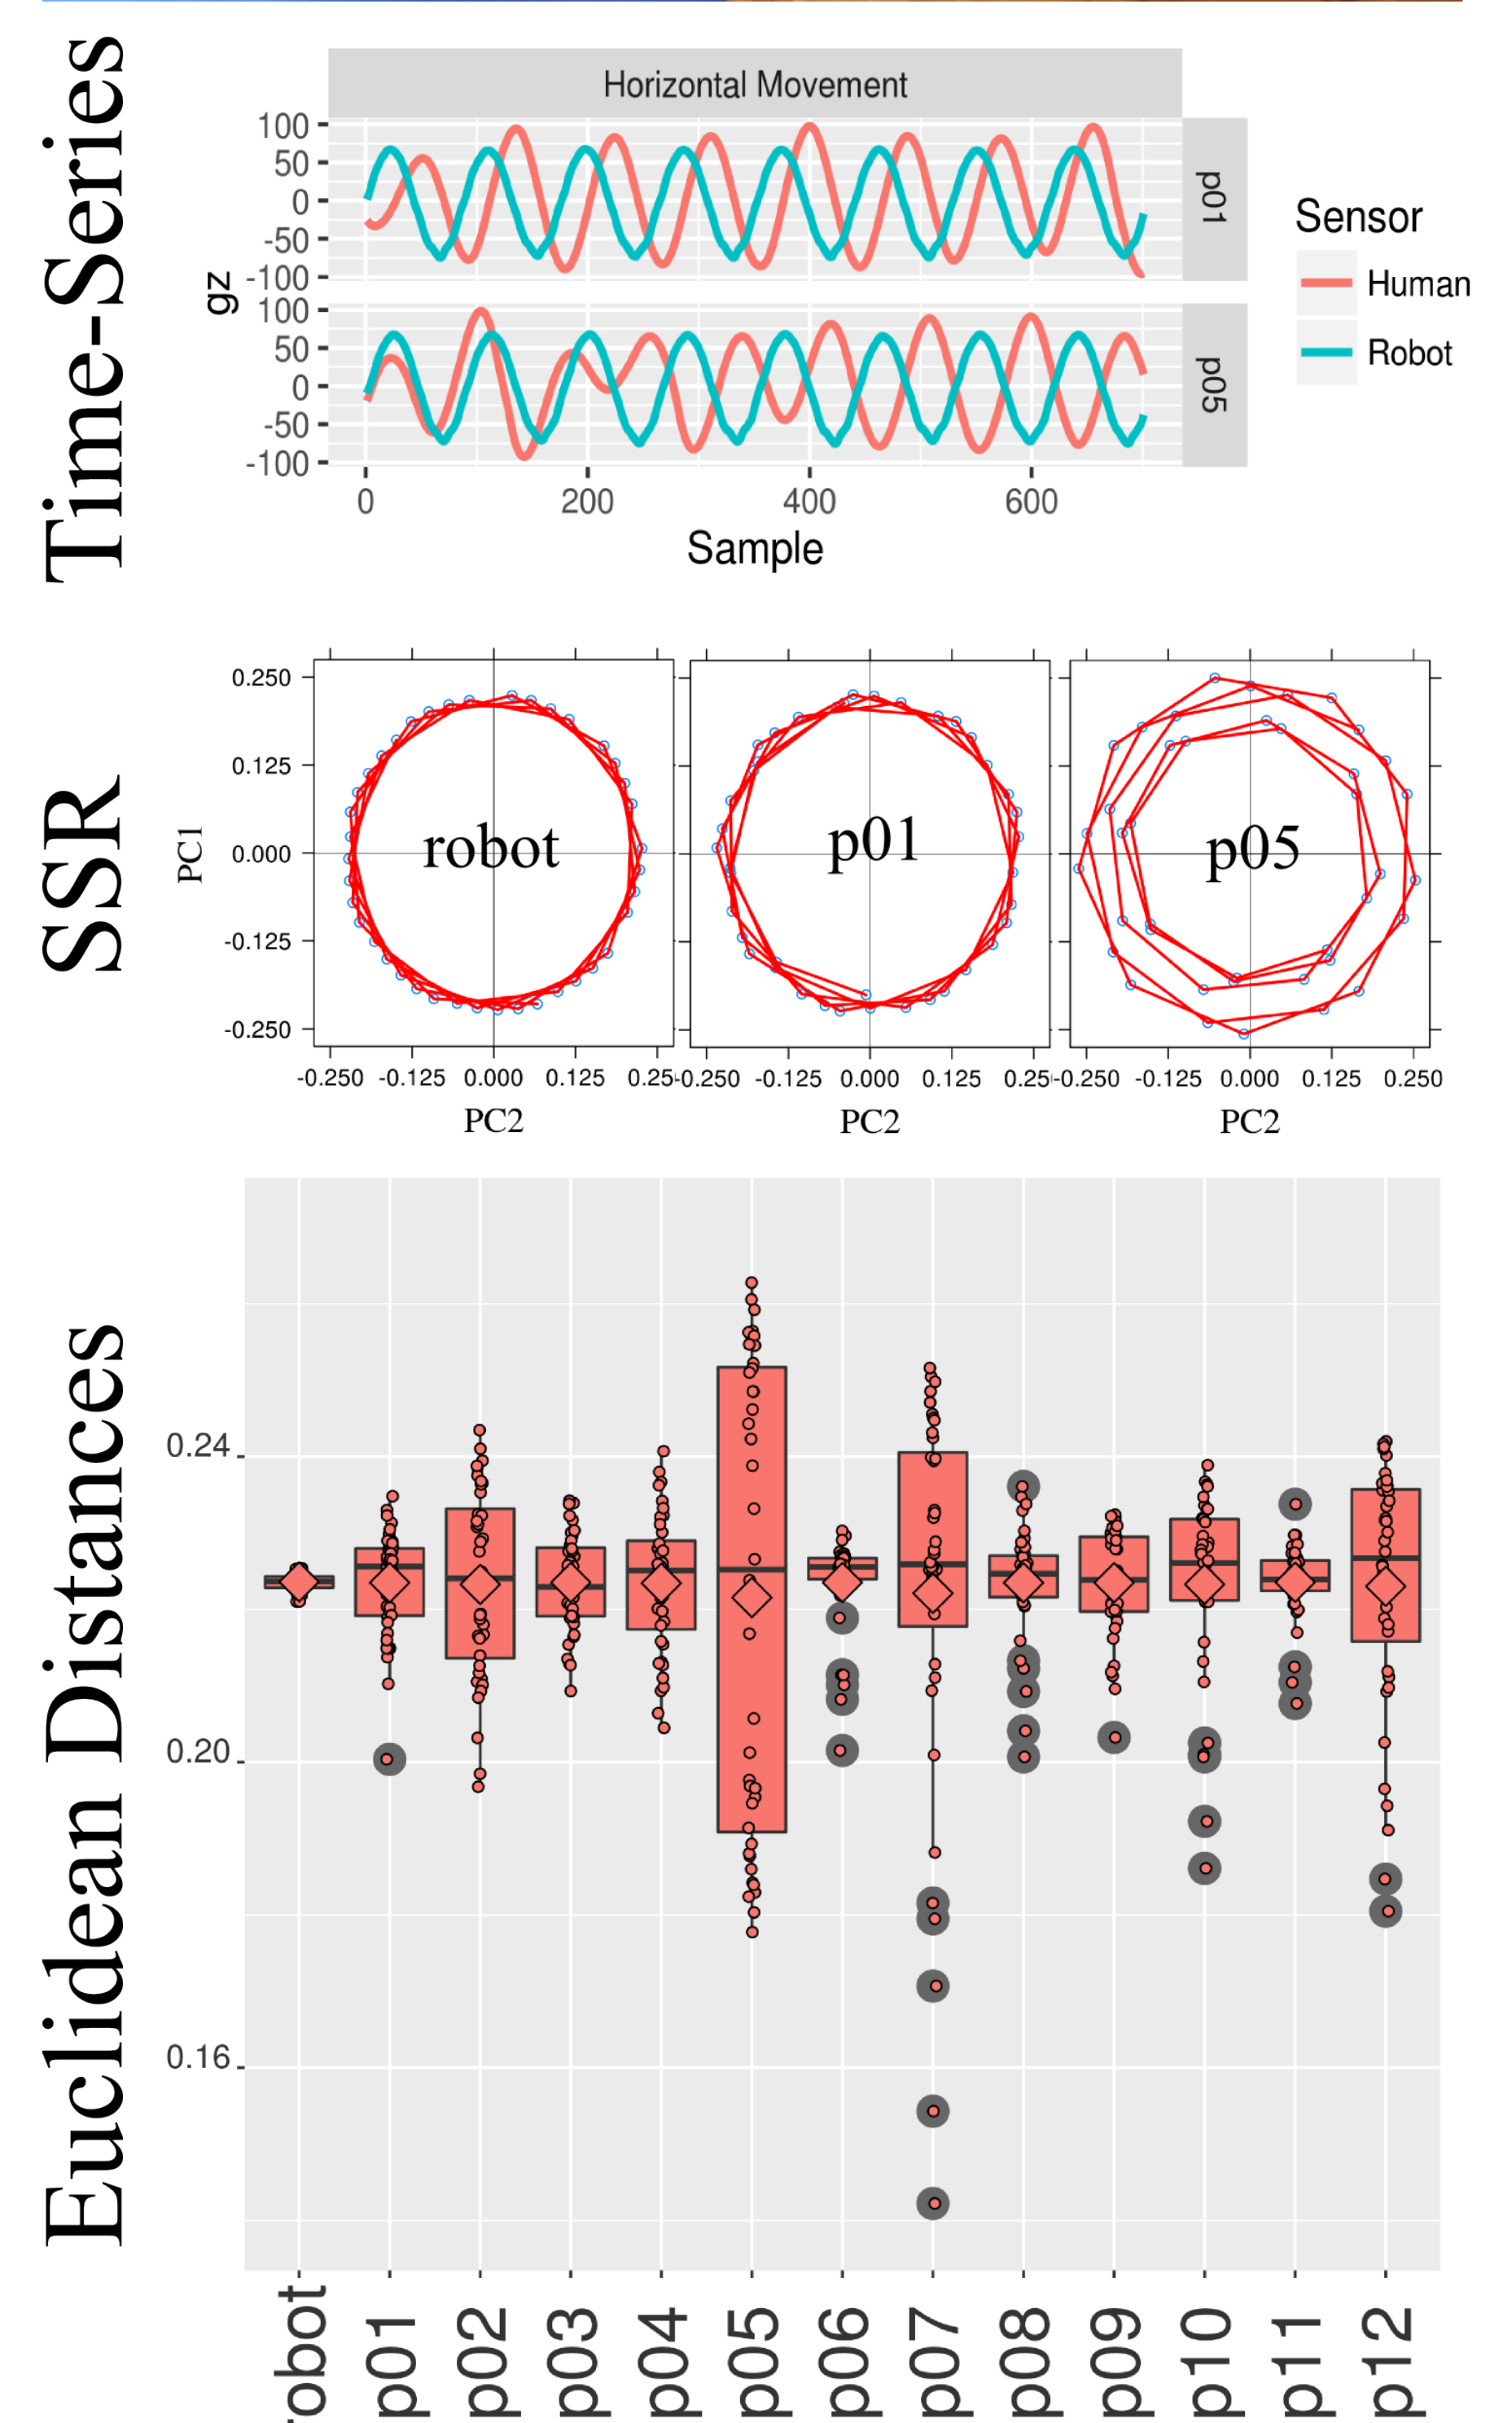 Time-Series
Horizontal Movement
gz
100
50
0
-50
-100
p01
100
50
0
-50
-100
p05
0 200 400 600
Sample
Sensor
Human
Robot
SSR
PC1
0.250
0.125
0.000
-0.125
-0.250
robot p01 p05
-0.250 -0.125 0.000 0.125 0.25
-0.250 -0.125 0.000 0.125 0.25
-0.250 -0.125 0.000 0.125 0.250
PC2 PC2 PC2
Euclidean Distances
0.24
0.20
0.16
robot p01 p02 p03 p04 p05 p06 p07 p08 p09 p10 p11 p12